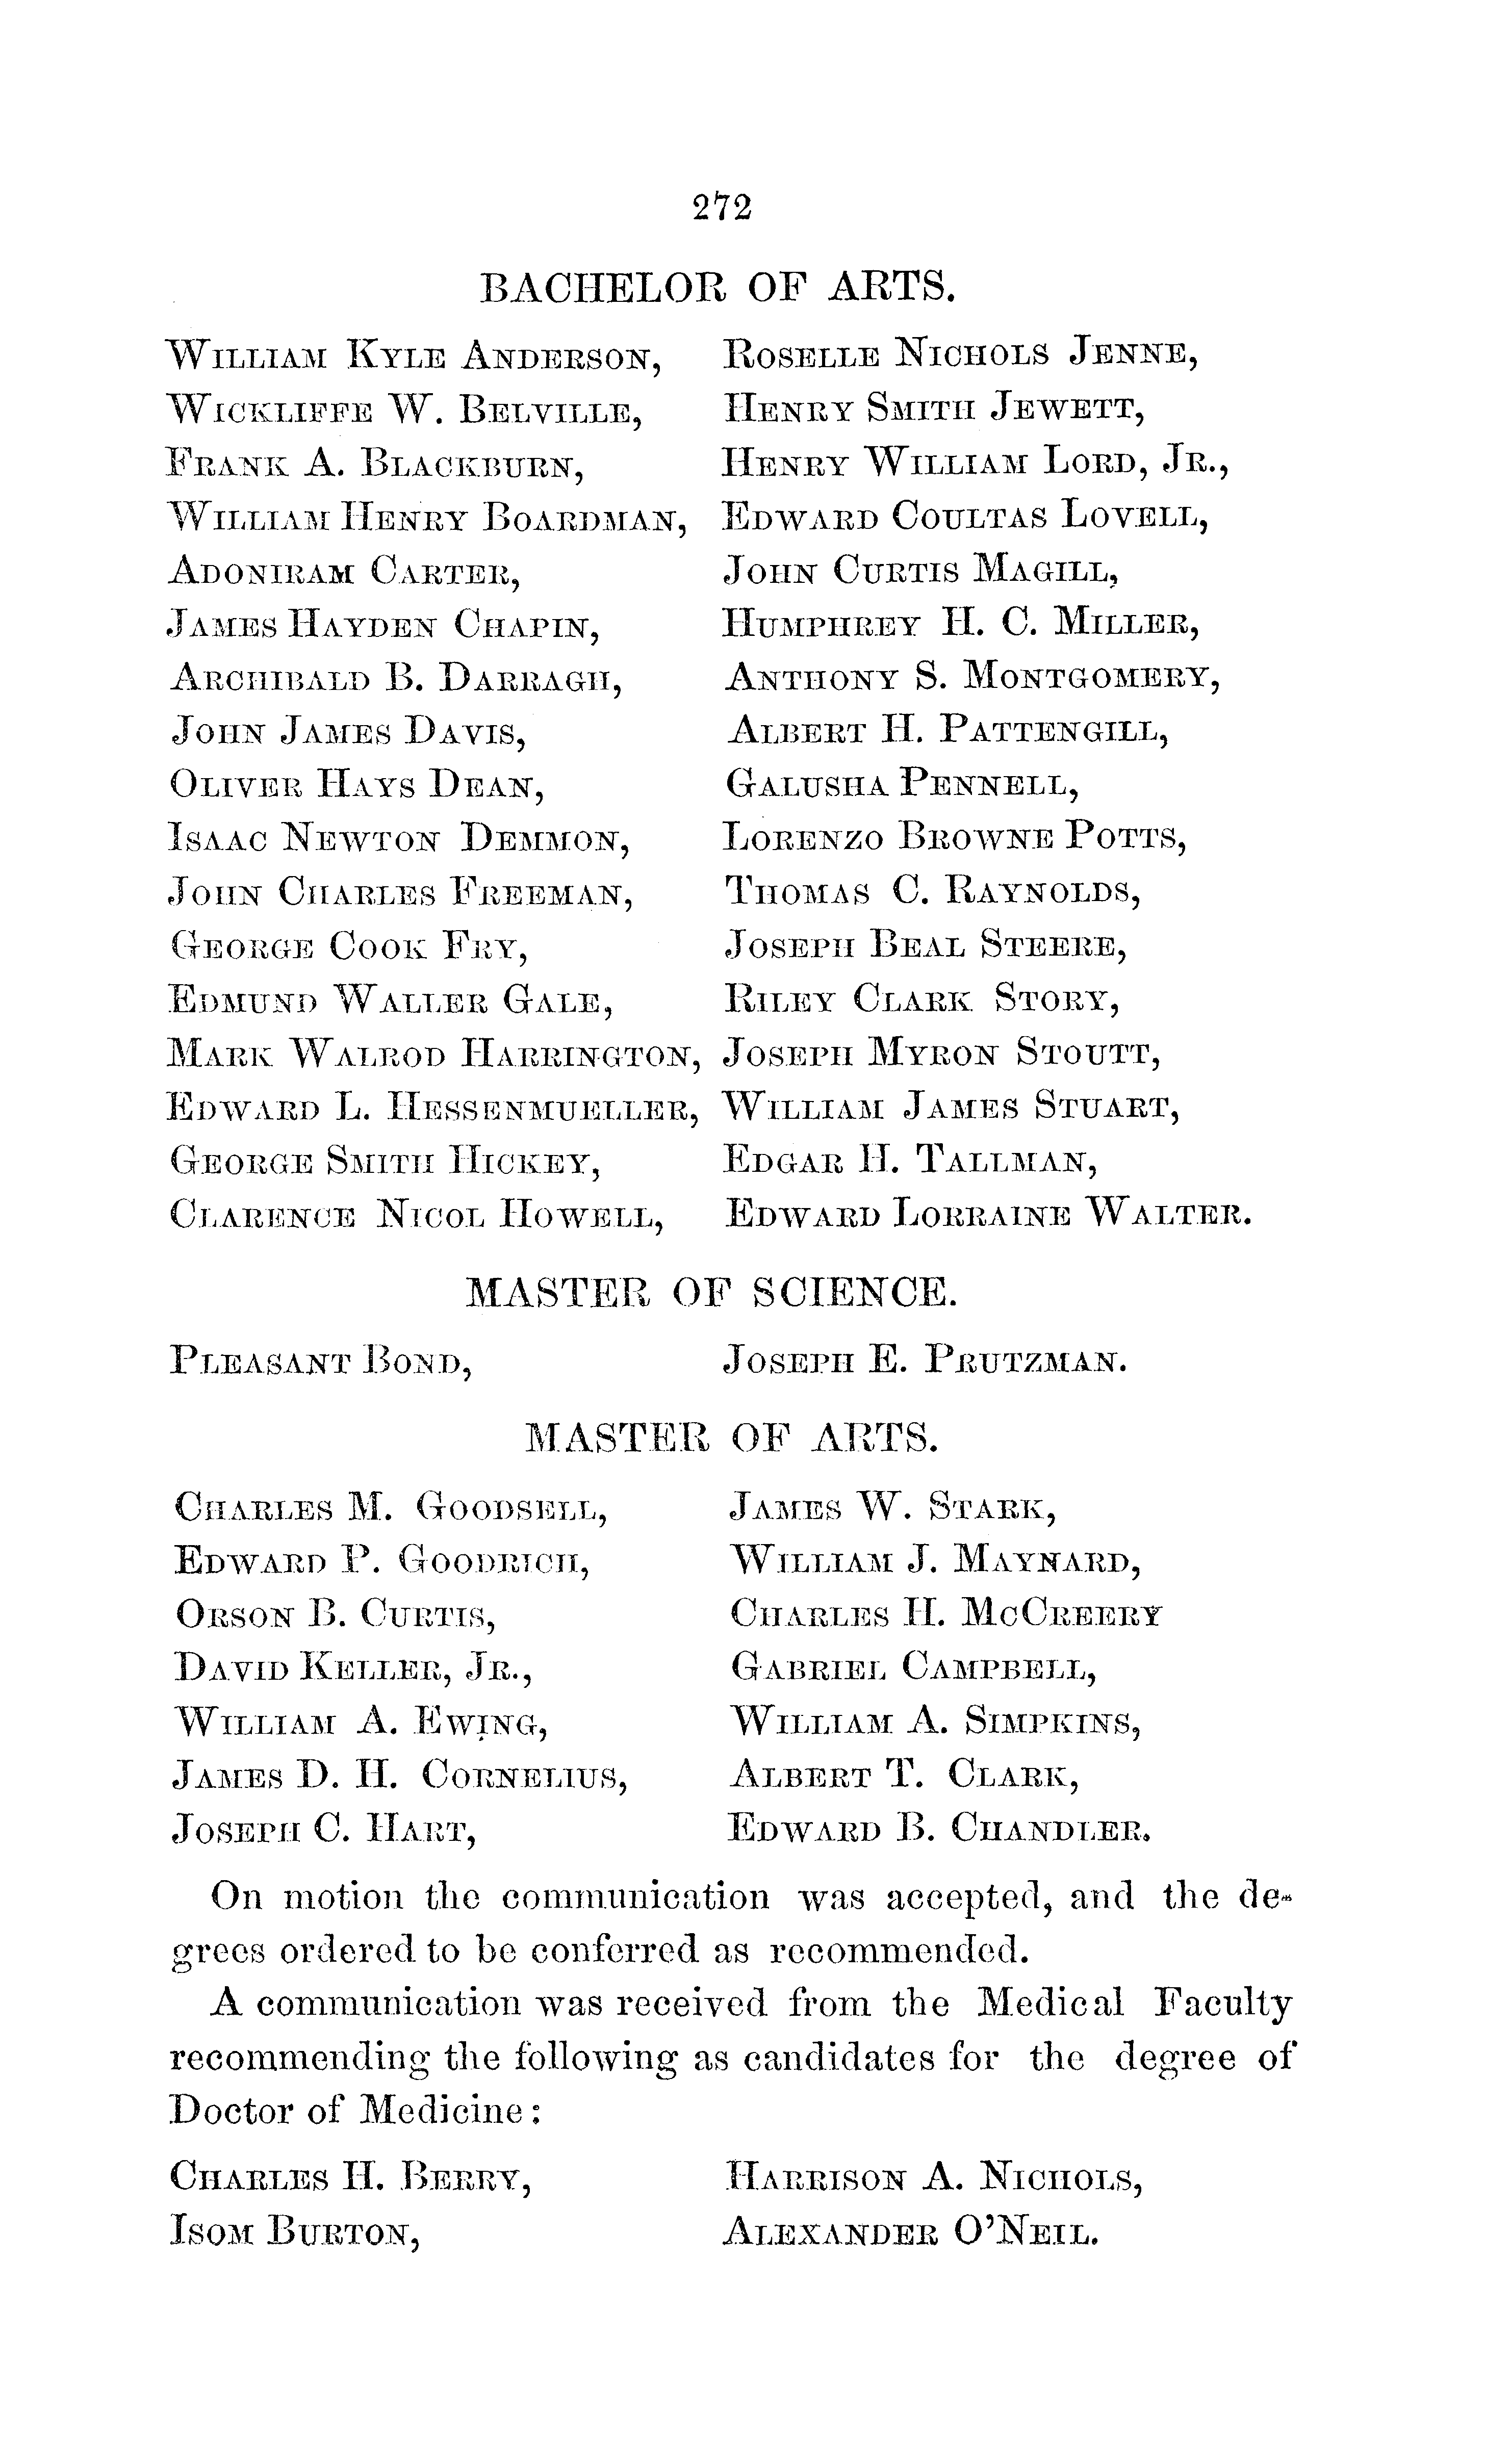 272
BACHELOR OF ARTS.
WILLIAM KYLE ANDERSON, ROSELLE NICHOLS JENNE,
WICKLIFFE W. BELVILLE, HENRY SMITH JEWETT,
FRANK A. BLACKBURN, HENRY WILLIAM LORD, JR.,
WILLIAM HENRY BOARDMAN, EDWARD COULTAS LOVELL,
ADONIRAM CARTER, JOHN CURTIS MAGILL,
JAMES HAYDEN CHAPIN, HUMPHREY H. C. MILLER,
ARCHIBALD B. DARRAGH, ANTHONY S. MONTGOMERY,
JOHN JAMES DAVIS, ALBERT H. PATTENGILL,
OLIVER HAYS DEAN, GALUSHA PENNELL,
ISAAC NEWTON DEMMON, LORENZO BROWNE POTTS,
JOHN CHARLES FREEMAN, THOMAS C. RAYNOLDS,
GEORGE COOK FRY, JOSEPH BEAL STEERE,
EDMUND WALLER GALE, RILEY CLARK STORY,
MARK WALROD HARRINGTON, JOSEPH MYRON STOUTT,
EDWARD L. HESSENMUELLER, WILLIAM JAMES STUART,
GEORGE SMITH HICKEY, EDGAR H. TALLMAN,
CLARENCE NICOL HOWELL, EDWARD LORRAINE WALTER.
MASTER OF SCIENCE.
PLEASANT BOND, JOSEPH E. PRUTZMAN.
MASTER OF ARTS.
CHARLES M. GOODSELL, JAMES W. STARK,
EDWARD P. GOODRICH, WILLIAM J. MAYNARD,
ORSON B. CURTIS, CHARLES H. MCCREERY
DAVID KELLER, JR., GABRIEL CAMPBELL,
WILLIAM A. EWING, WILLIAM A. SIMPKINS,
JAMES D. H. CORNELIUS, ALBERT T. CLARK,
JOSEPH C. HART, EDWARD B. CHANDLER.
On motion the communication was accepted, and the de-
grees ordered to be conferred as recommended.
A communication was received from the Medical Faculty
recommending the following as candidates for the degree of
Doctor of Medicine:
CHARLES H. BERRY, HARRISON A. NICHOLS,
ISOM BURTON, ALEXANDER O'NEIL.